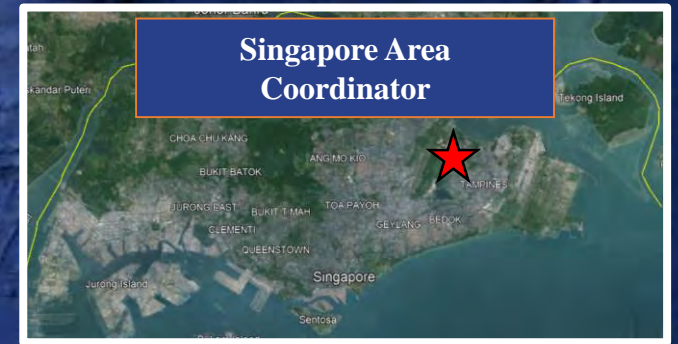 Singapore Area
Coordinator
Iskandar Puteri
Tekong Island
CHOA CHU KANG
ANG MO KIO
BUKIT BATOK
TAMPINES
JURONG EAST
BUKIT TIMAH
TOA PAYOH
GEYLANG
BEDOK
CLEMENTI
QUEENSTOWN
Singapore
Jurong Island
Sentosa